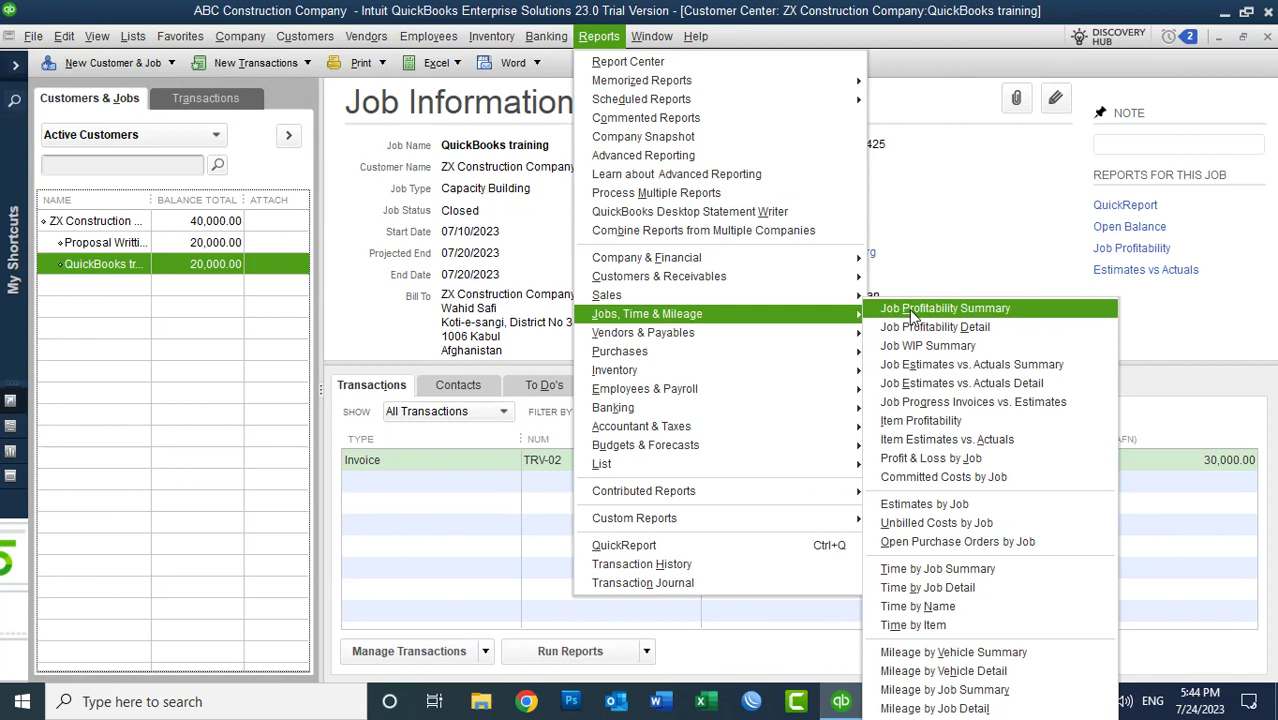 ABC Construction Company - Intuit QuickBooks Enterprise Solutions 23.0 Trial Version - [Customer Center: ZX Construction Company:QuickBooks training]
File Edit View Lists Favorites Company Customers Vendors Employees Inventory Banking Reports Window Help
DISCOVERY HUB
2
New Customer & Job New Transactions Print Excel Word
Customers & Jobs Transactions
Active Customers
NAME BALANCE TOTAL ATTACH
ZX Construction ... 40,000.00
Proposal Writti... 20,000.00
QuickBooks tr... 20,000.00
My Shortcuts
Job Information
Job Name QuickBooks training
Customer Name ZX Construction Company
Job Type Capacity Building
Job Status Closed
Start Date 07/10/2023
Projected End 07/20/2023
End Date 07/20/2023
Bill To ZX Construction Company
Wahid Safi
Koti-e-sangi, District No 3
1006 Kabul
Afghanistan
425
rg
an
NOTE
REPORTS FOR THIS JOB
QuickReport
Open Balance
Job Profitability
Estimates vs Actuals
Transactions Contacts To Do's
SHOW All Transactions FILTER BY
TYPE NUM AFN)
Invoice TRV-02 30,000.00
Manage Transactions Run Reports
Report Center
Memorized Reports
Scheduled Reports
Commented Reports
Company Snapshot
Advanced Reporting
Learn about Advanced Reporting
Process Multiple Reports
QuickBooks Desktop Statement Writer
Combine Reports from Multiple Companies
Company & Financial
Customers & Receivables
Sales
Jobs, Time & Mileage
Vendors & Payables
Purchases
Inventory
Employees & Payroll
Banking
Accountant & Taxes
Budgets & Forecasts
List
Contributed Reports
Custom Reports
QuickReport Ctrl+Q
Transaction History
Transaction Journal
Job Profitability Summary
Job Profitability Detail
Job WIP Summary
Job Estimates vs. Actuals Summary
Job Estimates vs. Actuals Detail
Job Progress Invoices vs. Estimates
Item Profitability
Item Estimates vs. Actuals
Profit & Loss by Job
Committed Costs by Job
Estimates by Job
Unbilled Costs by Job
Open Purchase Orders by Job
Time by Job Summary
Time by Job Detail
Time by Name
Time by Item
Mileage by Vehicle Summary
Mileage by Vehicle Detail
Mileage by Job Summary
Mileage by Job Detail
Type here to search
ENG
5:44 PM
7/24/2023